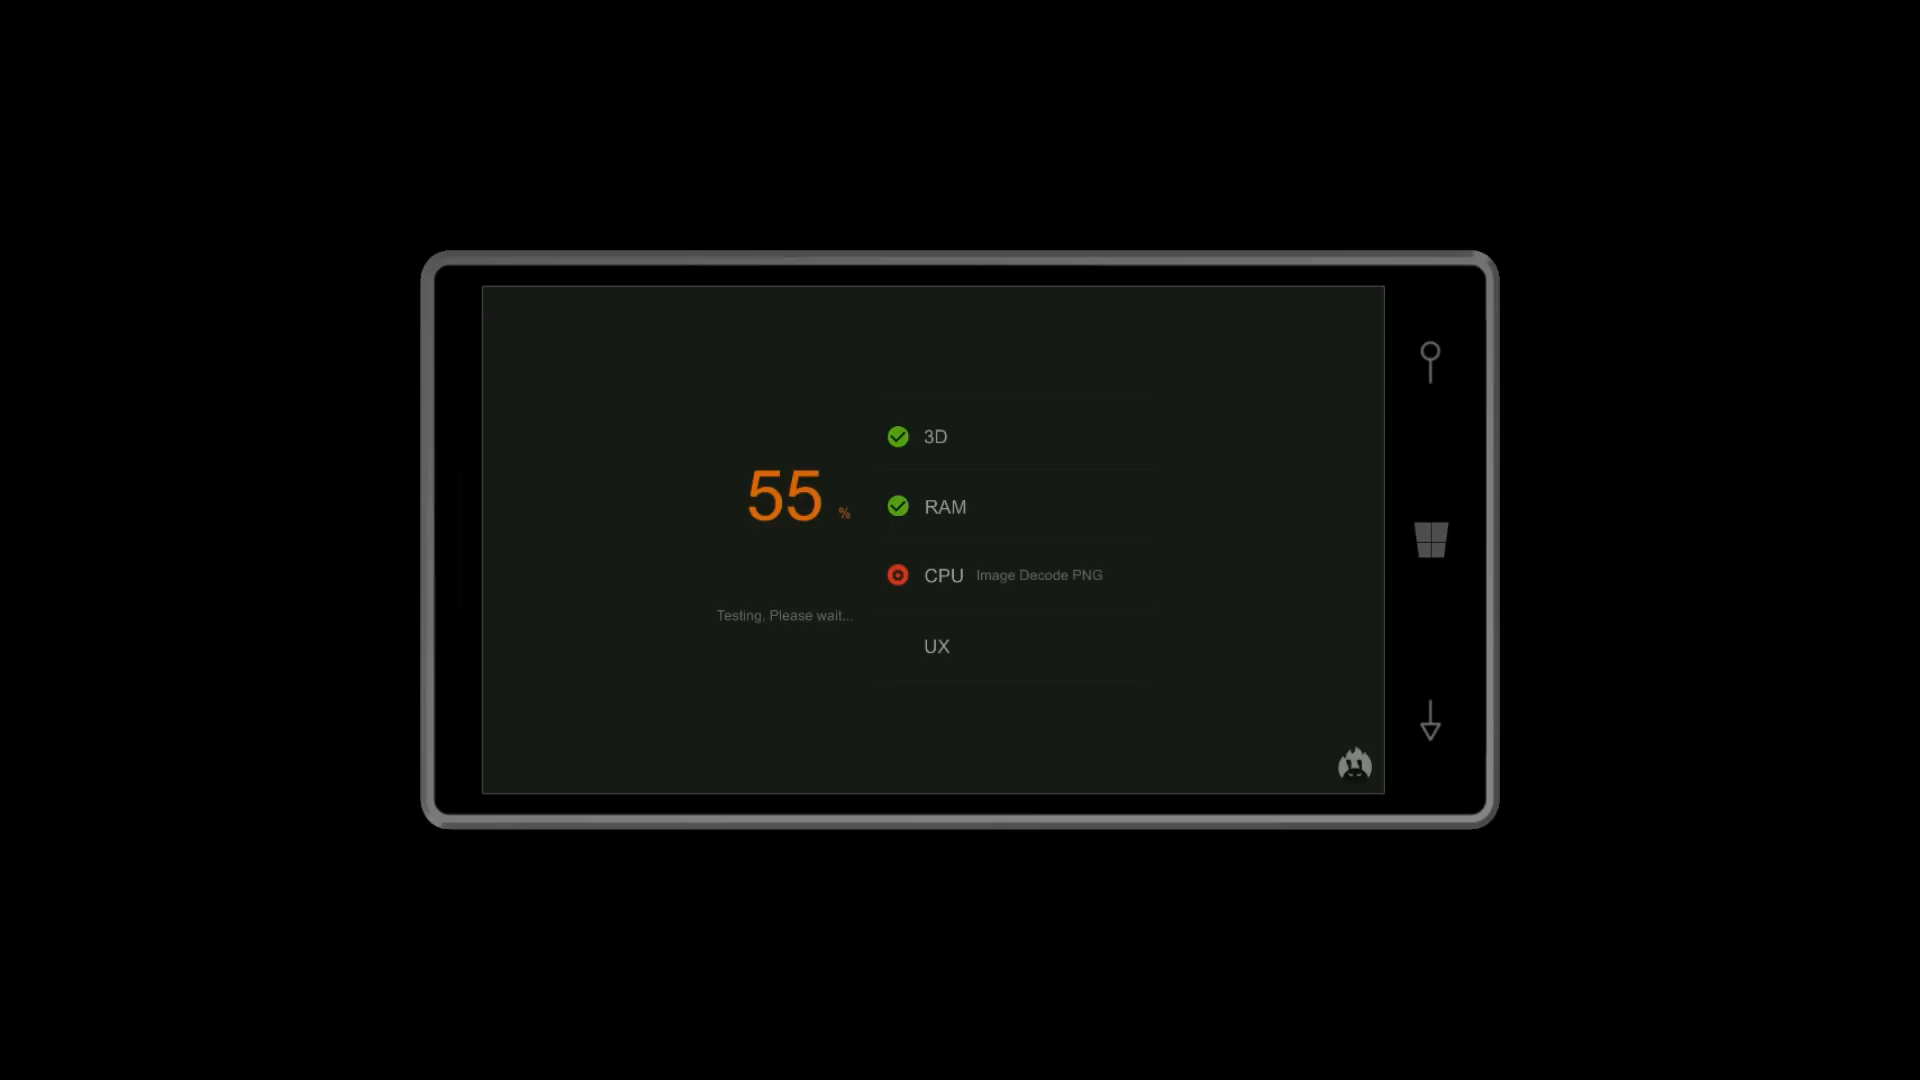 55 %
Testing, Please wait...
3D
RAM
CPU Image Decode PNG
UX